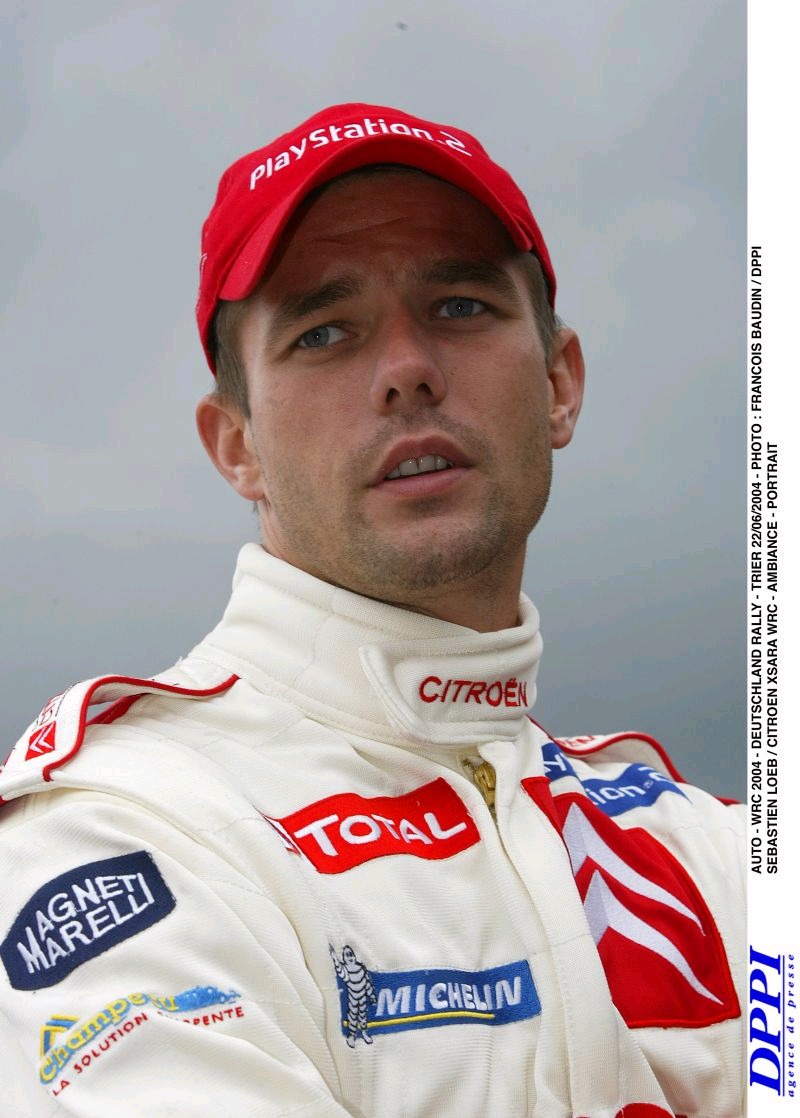 PlayStation.2
CITROËN
TOTAL
MAGNETI
MARELLI
MICHELIN
LA SOLUTION
AUTO - WRC 2004 - DEUTSCHLAND RALLY - TRIER 22/06/2004 - PHOTO : FRANCOIS BAUDIN / DPPI
SEBASTIEN LOEB / CITROEN XSARA WRC - AMBIANCE - PORTRAIT
DPPI
agence de presse